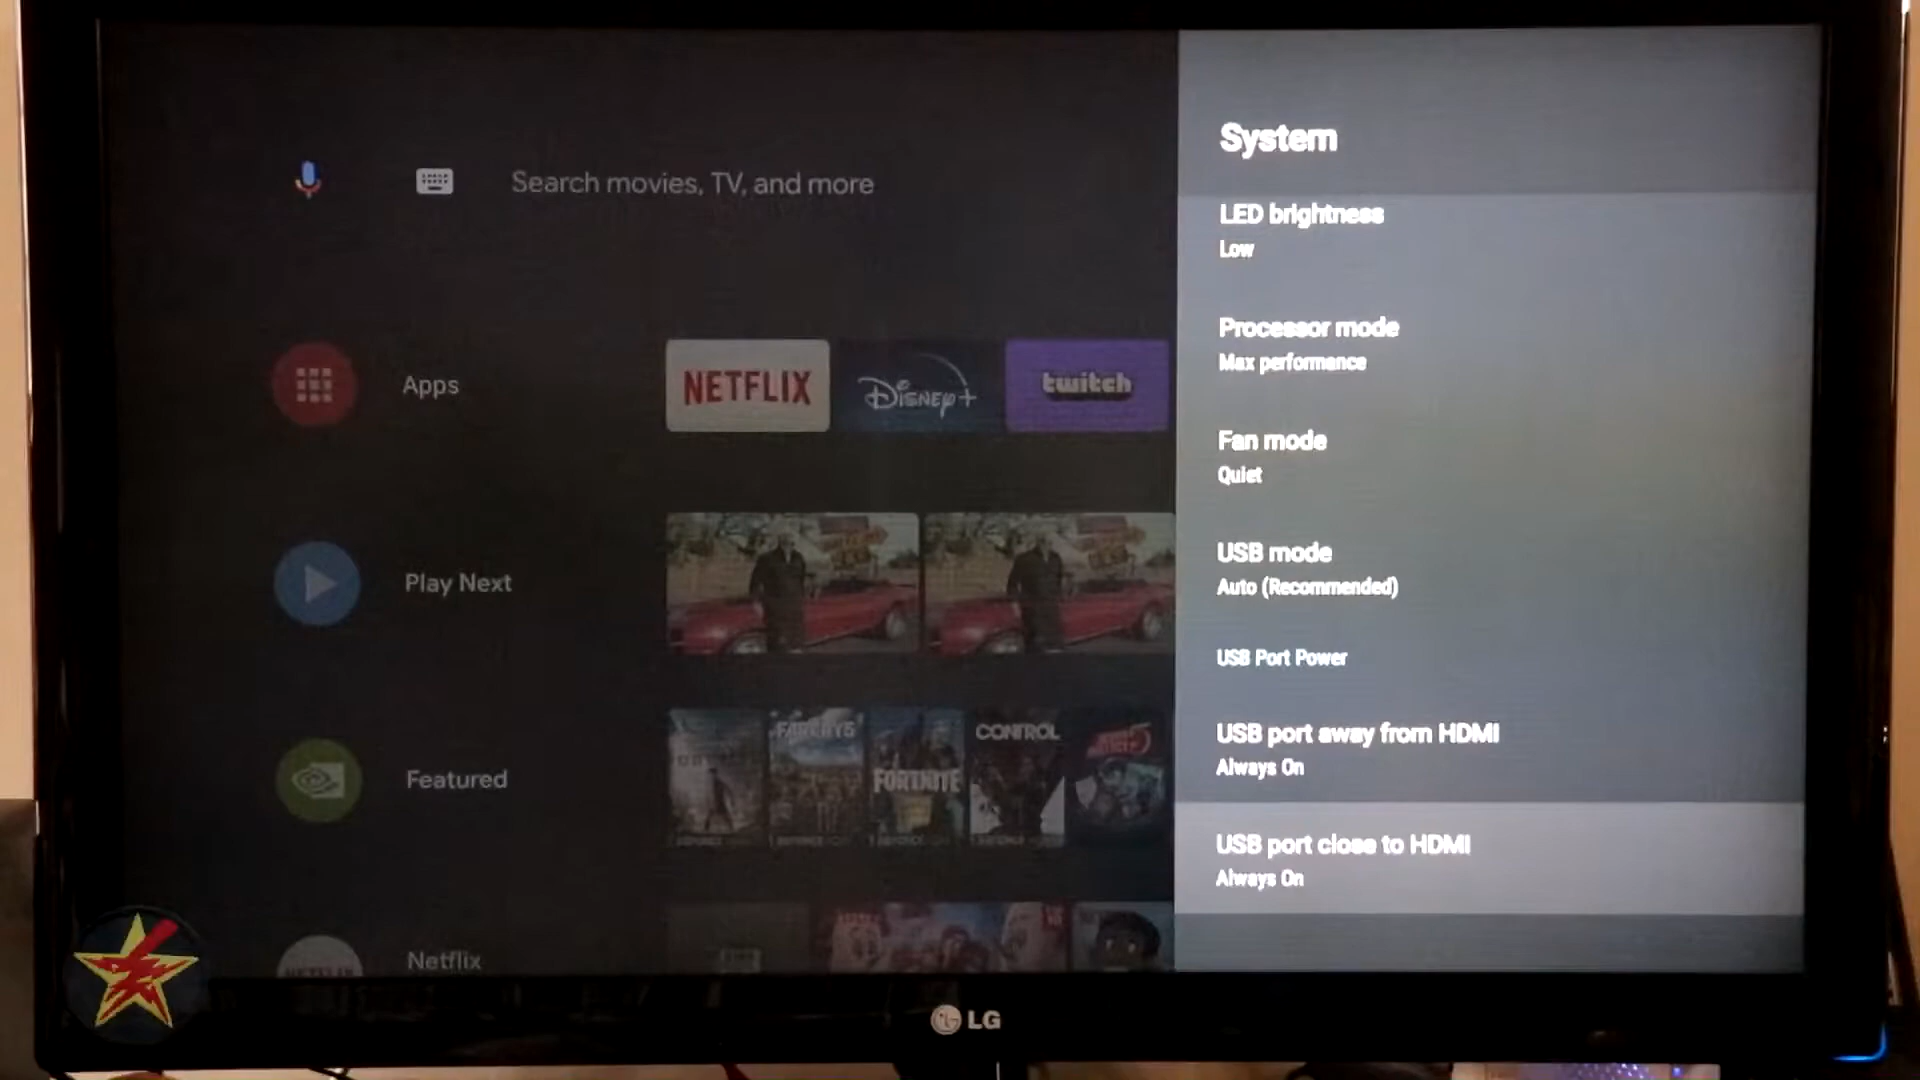 System
LED brightness
Low
Processor mode
Max performance
Fan mode
Quiet
USB mode
Auto (Recommended)
USB Port Power
USB port away from HDMI
Always On
USB port close to HDMI
Always On
Search movies, TV, and more
Apps
NETFLIX
Disney+
twitch
Play Next
Featured
FARCRY5
FORTNITE
CONTROL
Netflix
LG